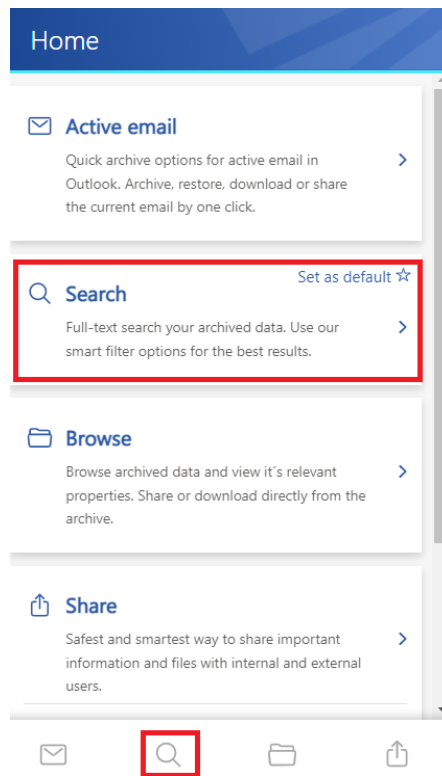 Home
Active email
Quick archive options for active email in
Outlook. Archive, restore, download or share
the current email by one click.
Set as default
Search
Full-text search your archived data. Use our
smart filter options for the best results.
Browse
Browse archived data and view it´s relevant
properties. Share or download directly from the
archive.
Share
Safest and smartest way to share important
information and files with internal and external
users.